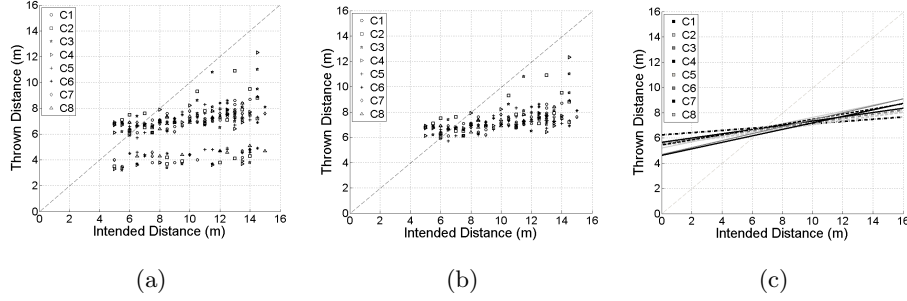 16
14
12
10
8
6
4
2
0
Thrown Distance (m)
C1
C2
C3
C4
C5
C6
C7
C8
0 2 4 6 8 10 12 14 16
Intended Distance (m)
(a)
16
14
12
10
8
6
4
2
0
Thrown Distance (m)
C1
C2
C3
C4
C5
C6
C7
C8
0 2 4 6 8 10 12 14 16
Intended Distance (m)
(b)
16
14
12
10
8
6
4
2
0
Thrown Distance (m)
C1
C2
C3
C4
C5
C6
C7
C8
0 2 4 6 8 10 12 14 16
Intended Distance (m)
(c)